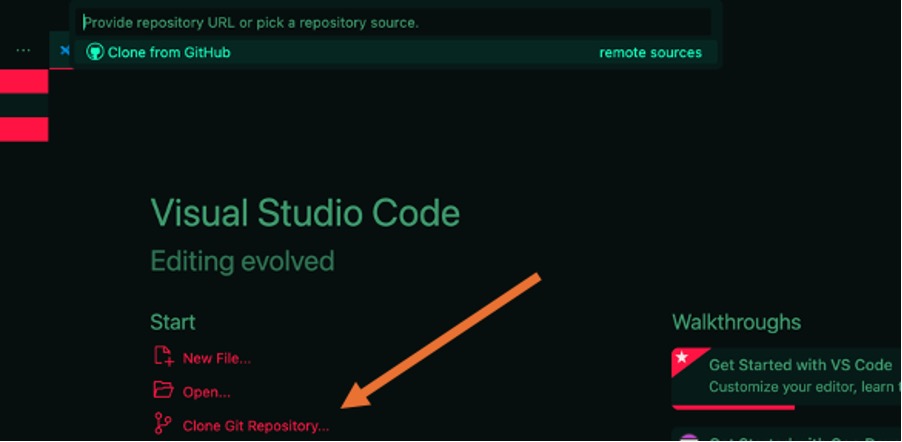 Provide repository URL or pick a repository source.
...
Clone from GitHub remote sources
Visual Studio Code
Editing evolved
Start
New File...
Open...
Clone Git Repository...
Walkthroughs
Get Started with VS Code
Customize your editor, learn